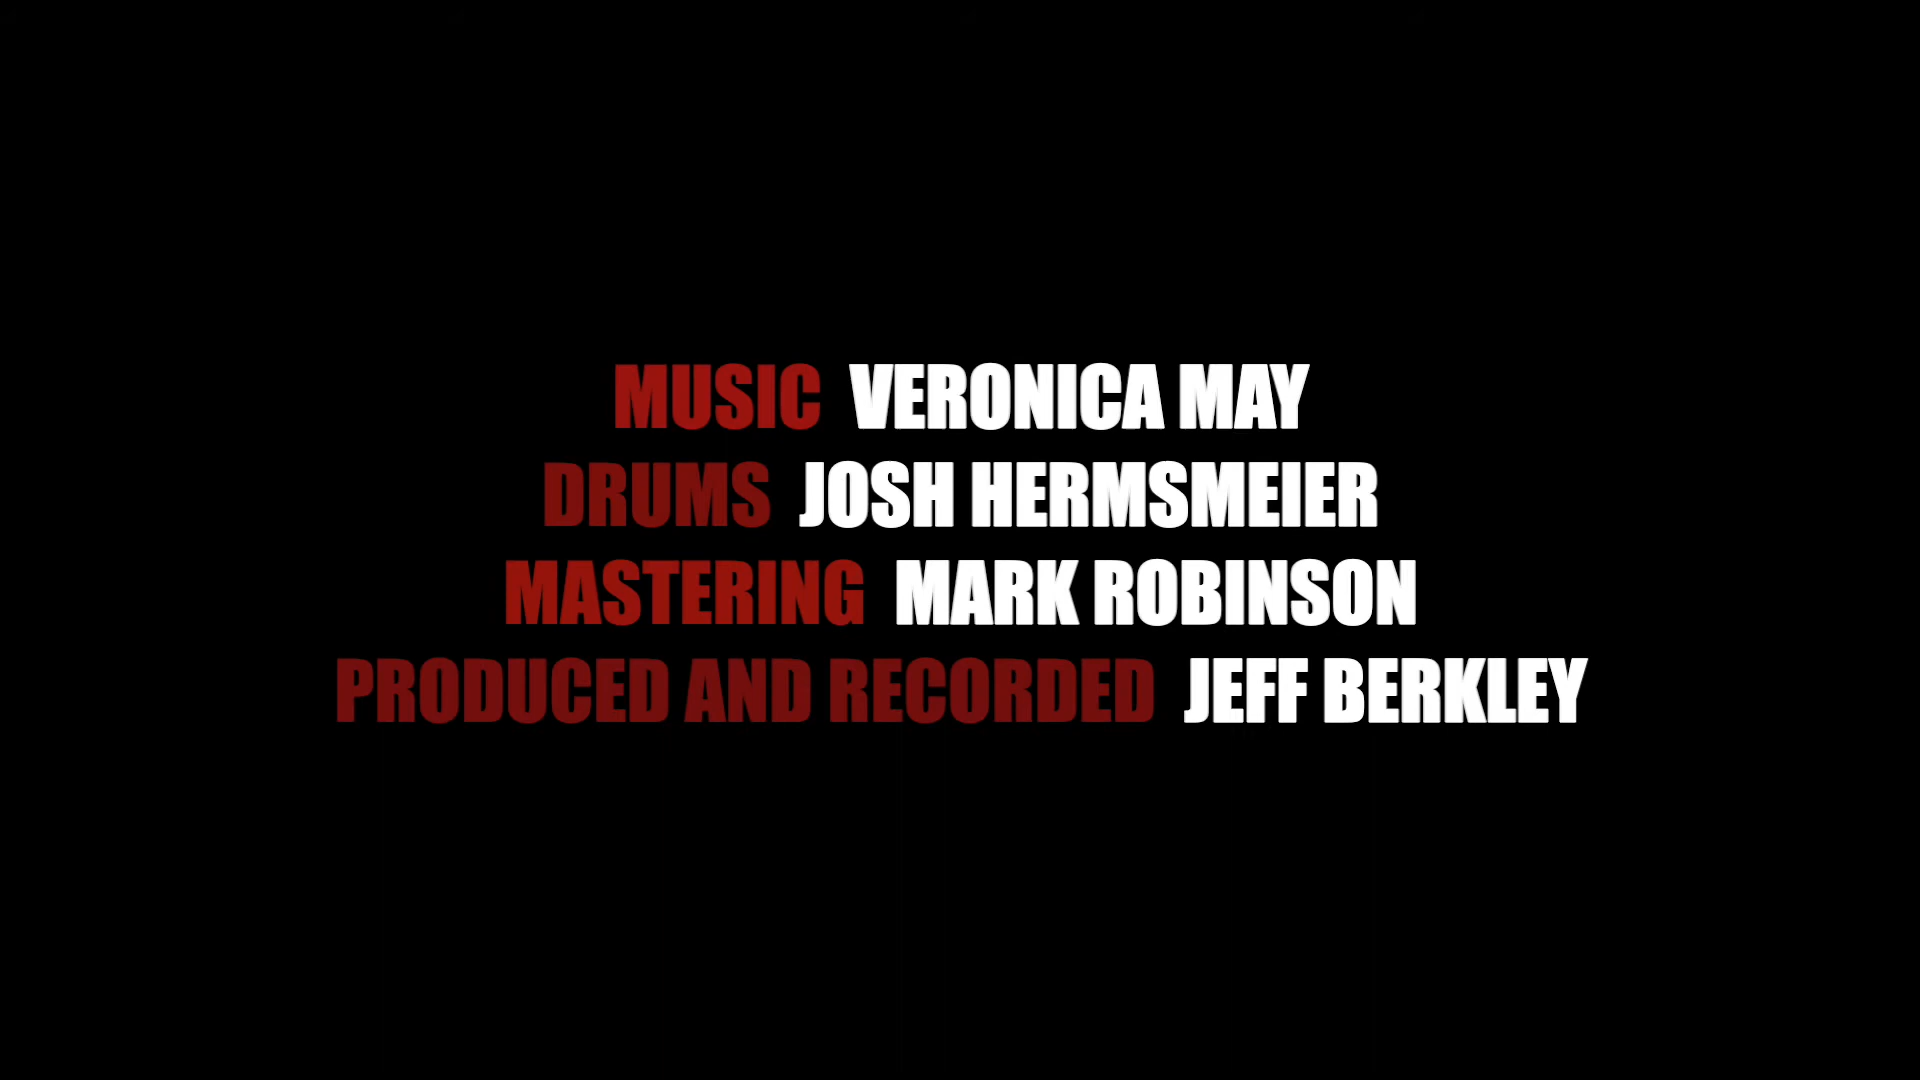 MUSIC VERONICA MAY
DRUMS JOSH HERMSMEIER
MASTERING MARK ROBINSON
PRODUCED AND RECORDED JEFF BERKLEY